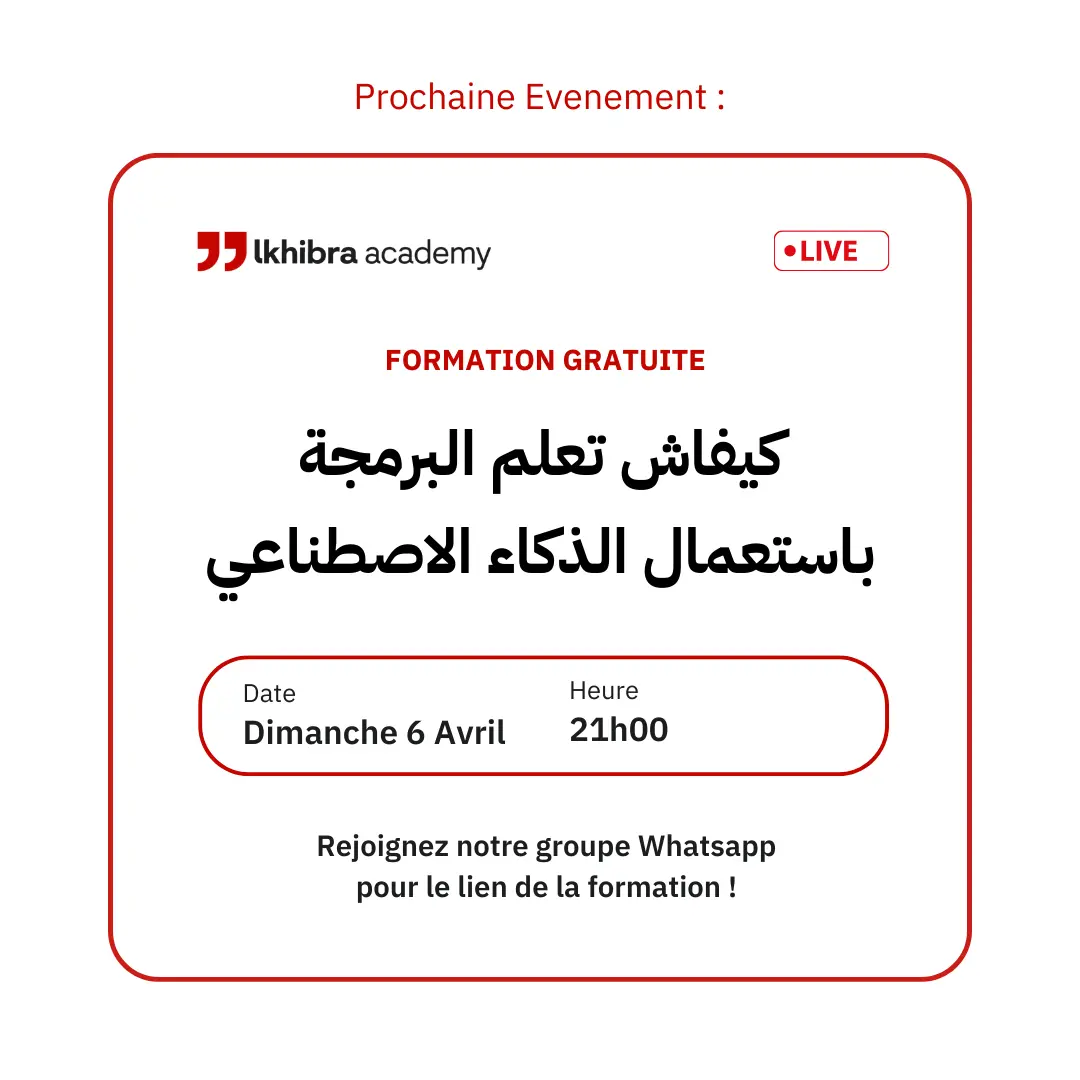 Prochaine Evenement :
lkhibra academy
LIVE
FORMATION GRATUITE
كيفاش تعلم البرمجة
باستعمال الذكاء الاصطناعي
Date
Dimanche 6 Avril
Heure
21h00
Rejoignez notre groupe Whatsapp
pour le lien de la formation !